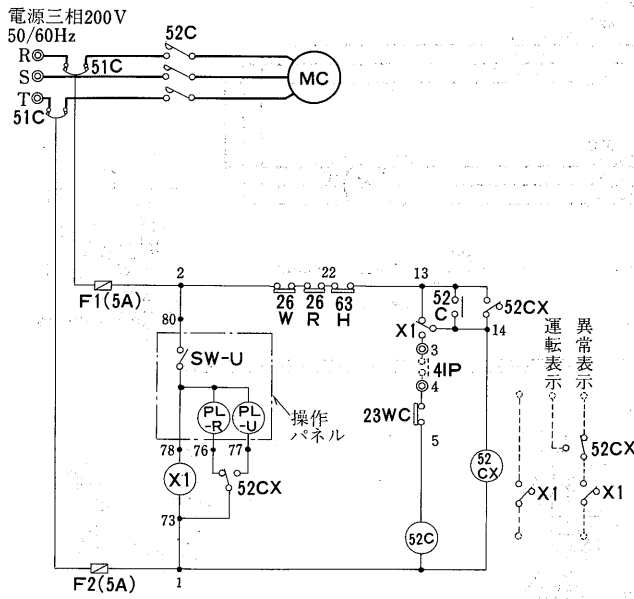 電源三相200V
50/60Hz
52C
R
51C
S
MC
T
51C
2
22
13
F1(5A)
26
W
26
R
63
H
52
C
52CX
80
X1
14
運転表示
異常表示
3
SW-U
4IP
4
PL
-R
PL
-U
操作
パネル
23WC
5
78
76
77
52
CX
52CX
X1
52CX
X1
X1
73
52C
F2(5A)
1